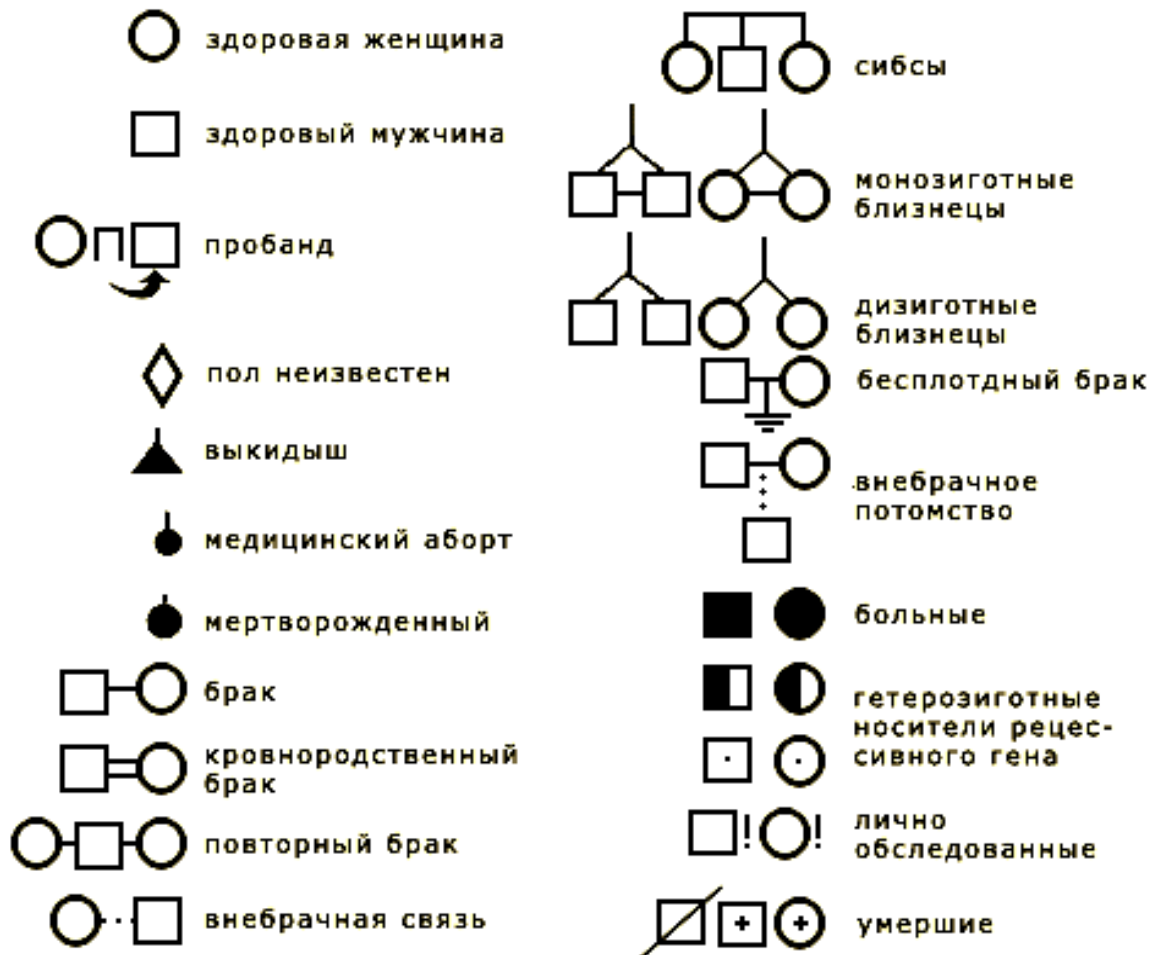 здоровая женщина
здоровый мужчина
пробанд
пол неизвестен
выкидыш
медицинский аборт
мертворожденный
брак
кровнородственный
брак
повторный брак
внебрачная связь
сибсы
монозиготные
близнецы
дизиготные
близнецы
бесплотдный брак
внебрачное
потомство
больные
гетерозиготные
носители рецес-
сивного гена
лично
обследованные
умершие